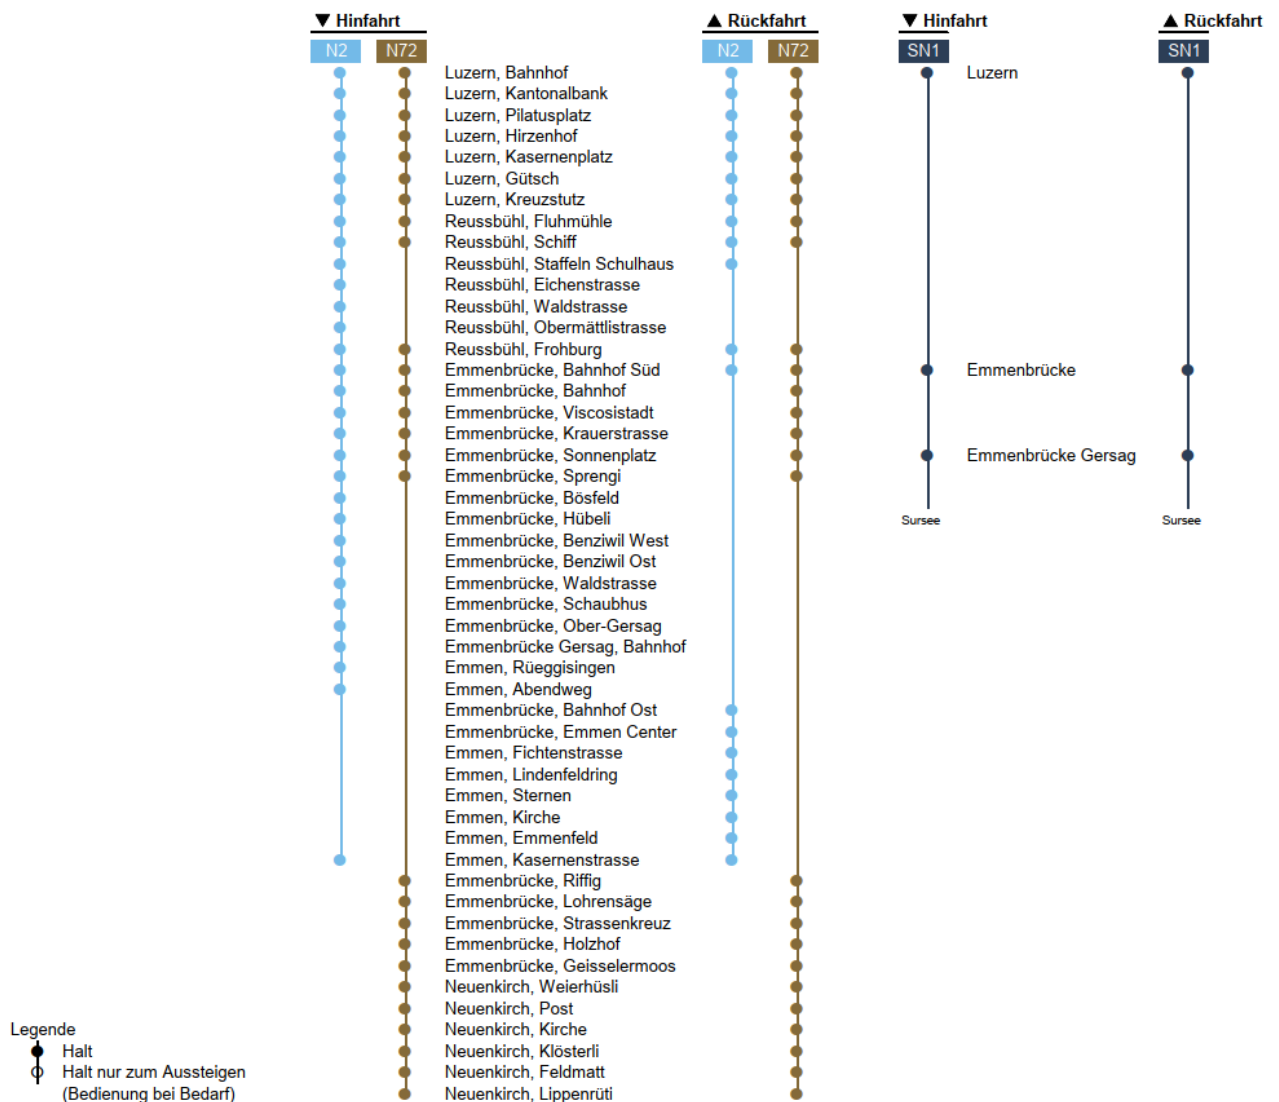 ▼ Hinfahrt
▲ Rückfahrt
▼ Hinfahrt
▲ Rückfahrt
N2 N72
N2 N72
SN1
SN1
Luzern, Bahnhof
Luzern
Luzern, Kantonalbank
Luzern, Pilatusplatz
Luzern, Hirzenhof
Luzern, Kasernenplatz
Luzern, Gütsch
Luzern, Kreuzstutz
Reussbühl, Fluhmühle
Reussbühl, Schiff
Reussbühl, Staffeln Schulhaus
Reussbühl, Eichenstrasse
Reussbühl, Waldstrasse
Reussbühl, Obermättlistrasse
Reussbühl, Frohburg
Emmenbrücke, Bahnhof Süd
Emmenbrücke
Emmenbrücke, Bahnhof
Emmenbrücke, Viscosistadt
Emmenbrücke, Krauerstrasse
Emmenbrücke, Sonnenplatz
Emmenbrücke Gersag
Emmenbrücke, Sprengi
Emmenbrücke, Bösfeld
Emmenbrücke, Hübeli
Sursee
Sursee
Emmenbrücke, Benziwil West
Emmenbrücke, Benziwil Ost
Emmenbrücke, Waldstrasse
Emmenbrücke, Schaubhus
Emmenbrücke, Ober-Gersag
Emmenbrücke Gersag, Bahnhof
Emmen, Rüeggisingen
Emmen, Abendweg
Emmenbrücke, Bahnhof Ost
Emmenbrücke, Emmen Center
Emmen, Fichtenstrasse
Emmen, Lindenfeldring
Emmen, Sternen
Emmen, Kirche
Emmen, Emmenfeld
Emmen, Kasernenstrasse
Emmenbrücke, Riffig
Emmenbrücke, Lohrensäge
Emmenbrücke, Strassenkreuz
Emmenbrücke, Holzhof
Emmenbrücke, Geisselermoos
Neuenkirch, Weierhüsli
Neuenkirch, Post
Neuenkirch, Kirche
Neuenkirch, Klösterli
Neuenkirch, Feldmatt
Neuenkirch, Lippenrüti
Legende
Halt
Halt nur zum Aussteigen
(Bedienung bei Bedarf)